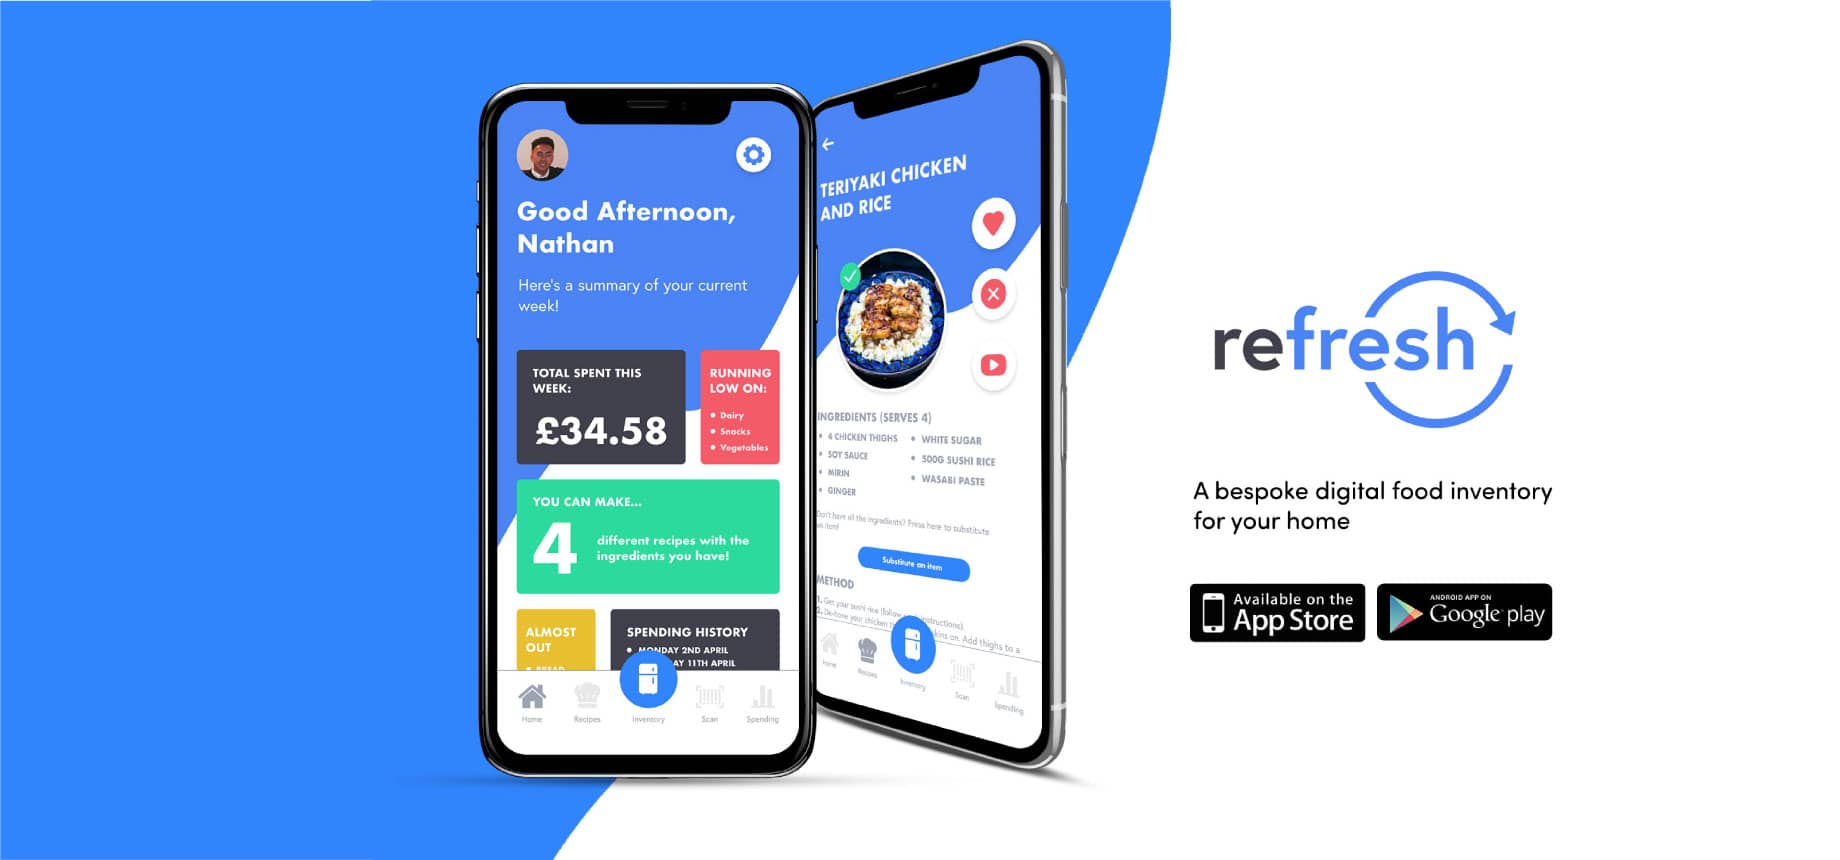 Good Afternoon,
Nathan
Here's a summary of your current
week!
TOTAL SPENT THIS
WEEK:
£34.58
RUNNING
LOW ON:
• Dairy
• Snacks
• Vegetables
YOU CAN MAKE...
4
different recipes with the
ingredients you have!
ALMOST
OUT
• BREAD
SPENDING HISTORY
• MONDAY 2ND APRIL
11TH APRIL
Home
Recipes
Inventory
Scan
Spending
TERIYAKI CHICKEN
AND RICE
INGREDIENTS (SERVES 4)
• 4 CHICKEN THIGHS
• SOY SAUCE
• MIRIN
• GINGER
• WHITE SUGAR
• 500G SUSHI RICE
• WASABI PASTE
Don't have all the ingredients? Press here to substitute
an item!
Substitute an item
METHOD
1. Get your sushi rice (follow instructions).
2. De-bone your chicken on. Add thighs to a
Home
Recipes
Inventory
Scan
Spending
refresh
A bespoke digital food inventory
for your home
Available on the
App Store
ANDROID APP ON
Google play